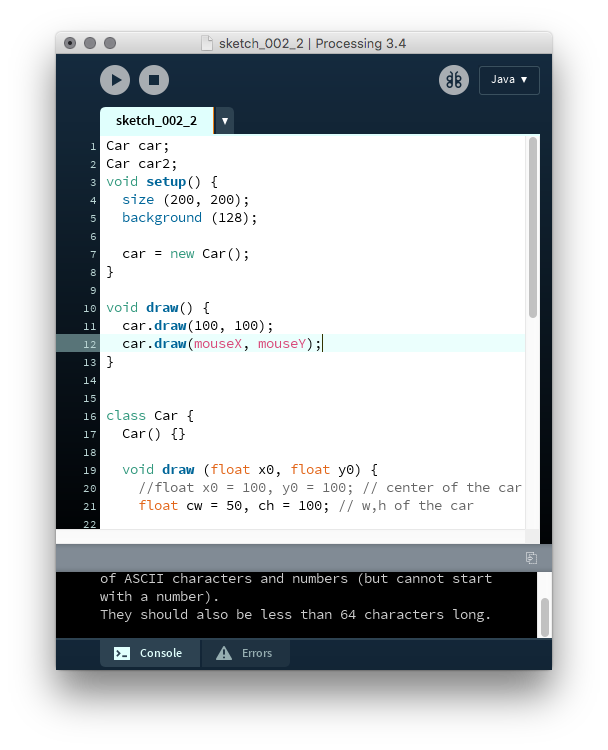 sketch_002_2 | Processing 3.4
Java ▼
sketch_002_2 ▼
1 Car car;
2 Car car2;
3 void setup() {
4   size (200, 200);
5   background (128);
6
7   car = new Car();
8 }
9
10 void draw() {
11   car.draw(100, 100);
12   car.draw(mouseX, mouseY);
13 }
14
15
16 class Car {
17   Car() {}
18
19   void draw (float x0, float y0) {
20     //float x0 = 100, y0 = 100; // center of the car
21     float cw = 50, ch = 100; // w,h of the car
22
of ASCII characters and numbers (but cannot start
with a number).
They should also be less than 64 characters long.
Console Errors